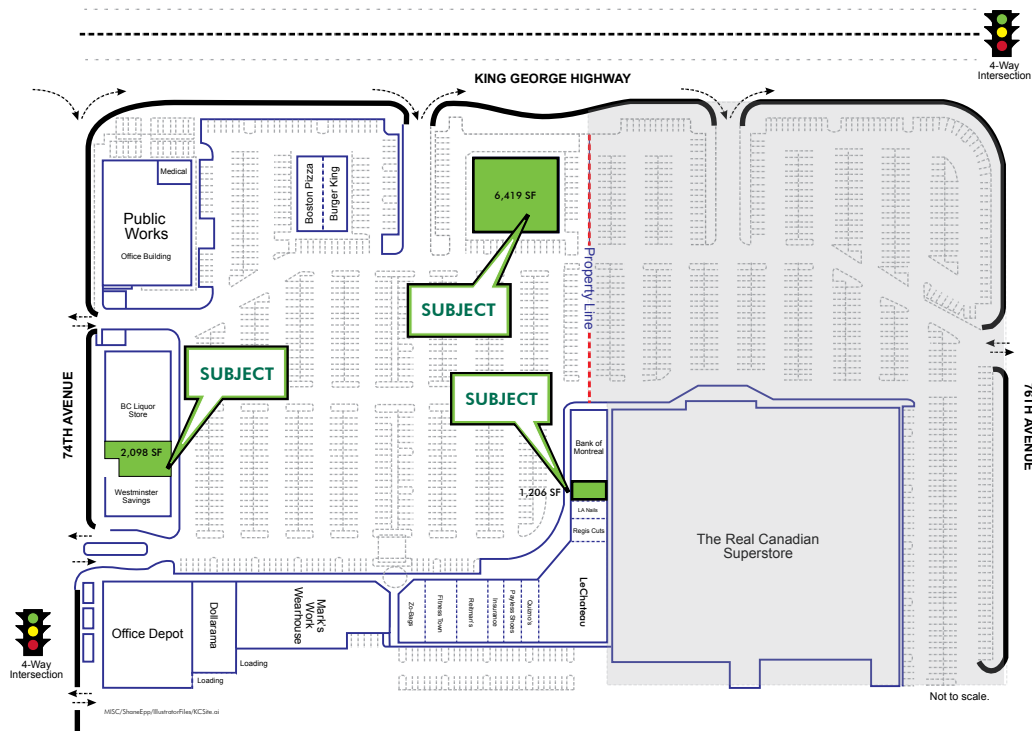 4-Way
Intersection
KING GEORGE HIGHWAY
Medical
Public
Works
Office Building
Boston Pizza
Burger King
6,419 SF
Property Line
SUBJECT
SUBJECT
SUBJECT
74TH AVENUE
76TH AVENUE
BC Liquor
Store
2,098 SF
Westminster
Savings
Bank of
Montreal
1,206 SF
LA Nails
Regis Cuts
The Real Canadian
Superstore
LeChateau
Office Depot
Dollarama
Mark's
Work
Wearhouse
Zo-Bags
Fitness Town
Reitman's
Insurance
Payless Shoes
Quizno's
Loading
Loading
4-Way
Intersection
Not to scale.
MISC/ShaneEpp/IllustratorFiles/KCSite.ai